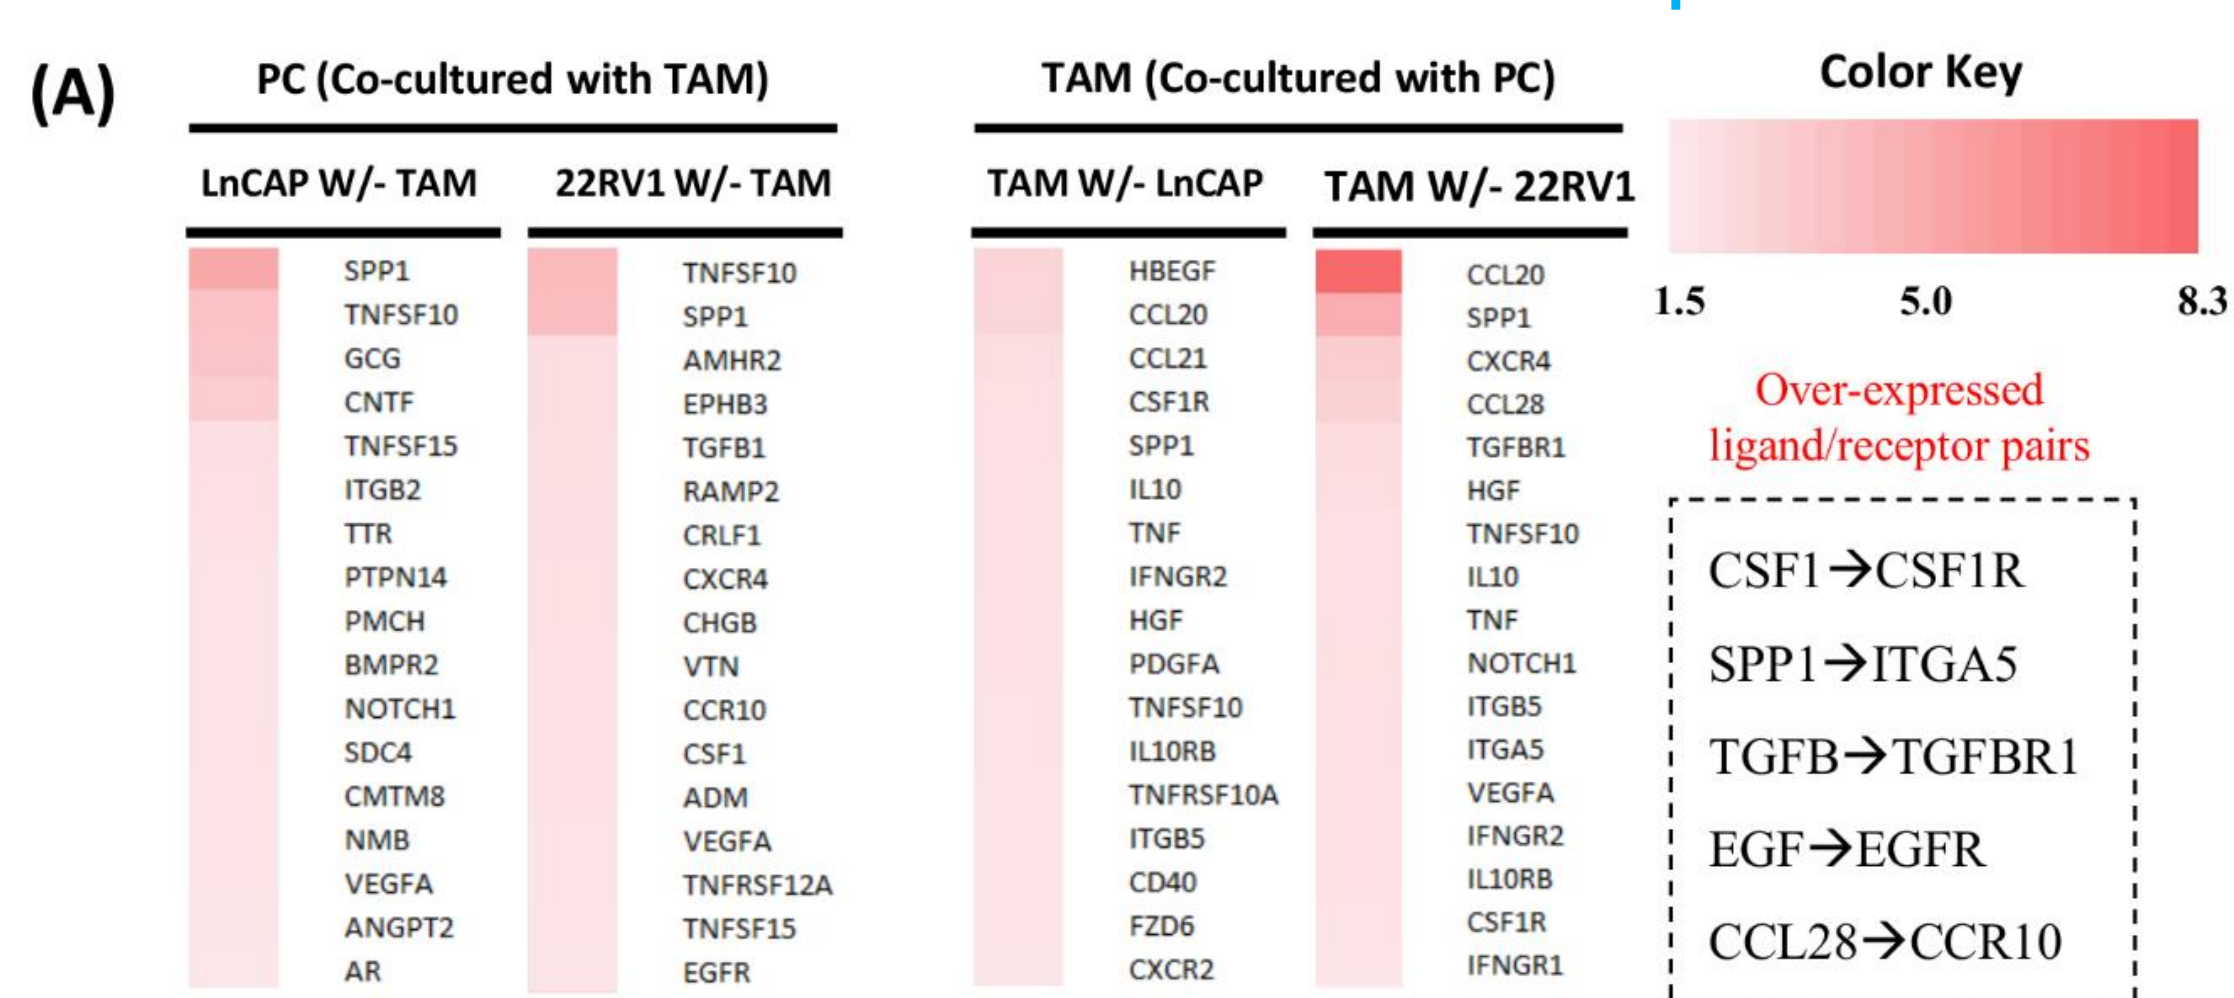 (A)
PC (Co-cultured with TAM)
LnCAP W/- TAM
SPP1
TNFSF10
GCG
CNTF
TNFSF15
ITGB2
TTR
PTPN14
PMCH
BMPR2
NOTCH1
SDC4
CMTM8
NMB
VEGFA
ANGPT2
AR
22RV1 W/- TAM
TNFSF10
SPP1
AMHR2
EPHB3
TGFB1
RAMP2
CRLF1
CXCR4
CHGB
VTN
CCR10
CSF1
ADM
VEGFA
TNFRSF12A
TNFSF15
EGFR
TAM (Co-cultured with PC)
TAM W/- LnCAP
HBEGF
CCL20
CCL21
CSF1R
SPP1
IL10
TNF
IFNGR2
HGF
PDGFA
TNFSF10
IL10RB
TNFRSF10A
ITGB5
CD40
FZD6
CXCR2
TAM W/- 22RV1
CCL20
SPP1
CXCR4
CCL28
TGFBR1
HGF
TNFSF10
IL10
TNF
NOTCH1
ITGB5
ITGA5
VEGFA
IFNGR2
IL10RB
CSF1R
IFNGR1
Color Key
1.5 5.0 8.3
Over-expressed
ligand/receptor pairs
CSF1→CSF1R
SPP1→ITGA5
TGFB→TGFBR1
EGF→EGFR
CCL28→CCR10